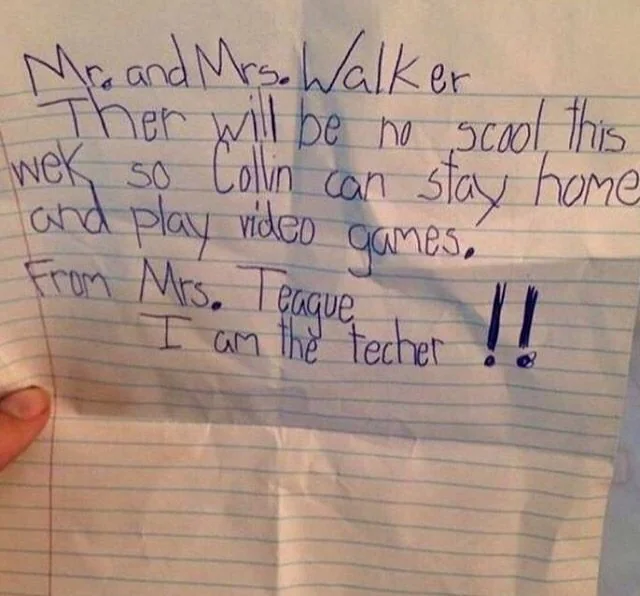 Mr. and Mrs. Walker
Ther will be no scool this
wek so Collin can stay home
and play video games.
From Mrs. Teague
I am the techer !!